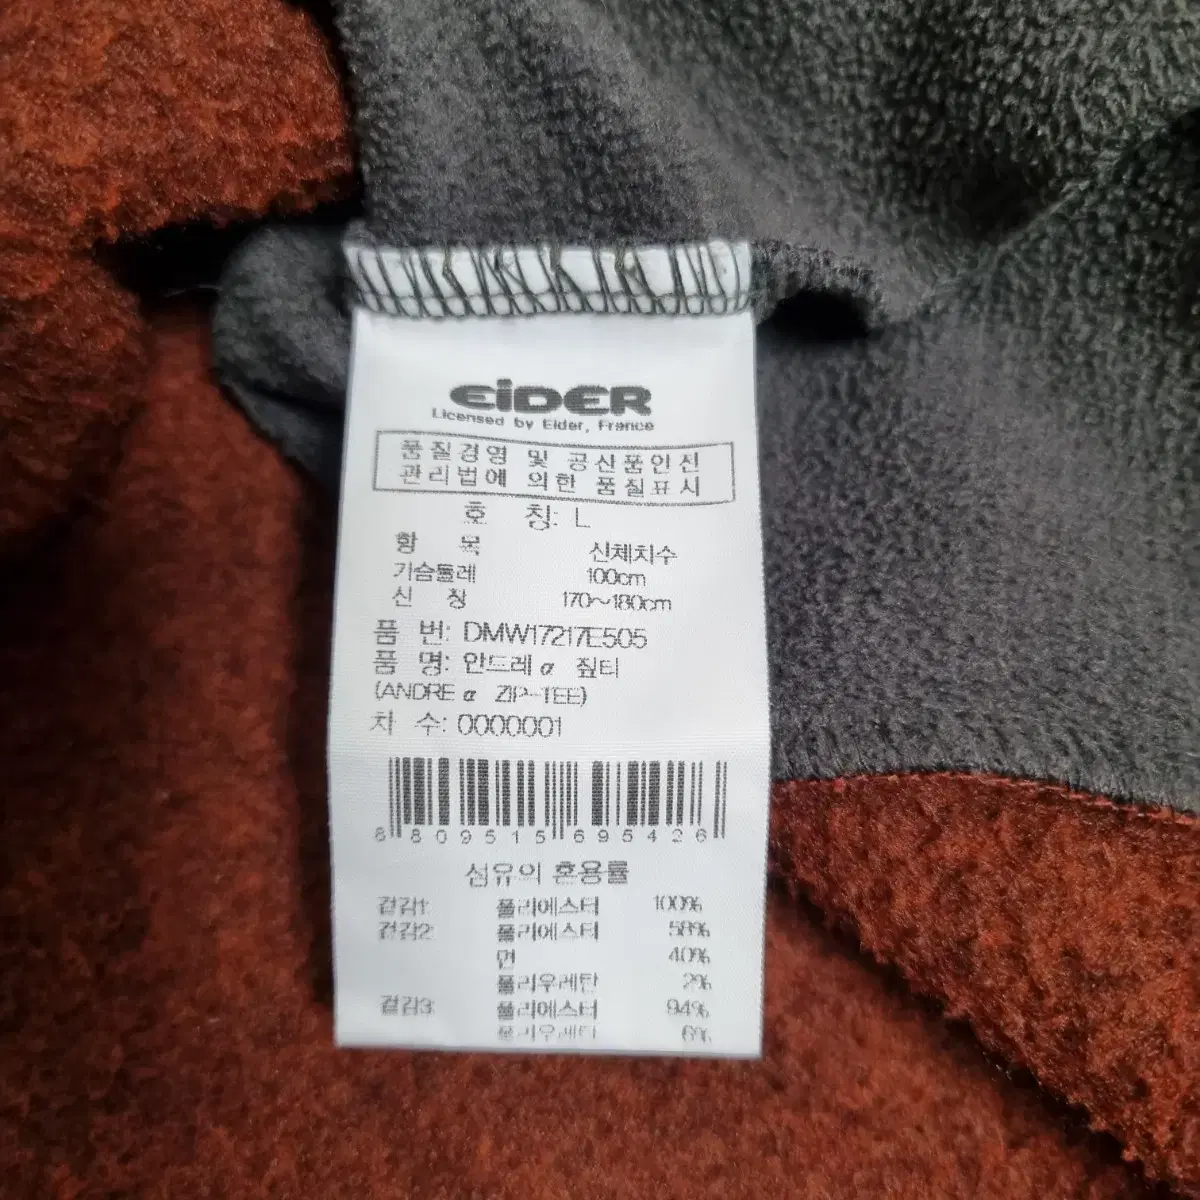 EiDER
Licensed by Eider, France
품질경영 및 공산품안전
관리법에 의한 품질표시
호 칭: L
항 목 신체치수
가슴둘레 100cm
신 장 170~180cm
품 번: DMW17217E505
품 명: 안드레 α 짚티
(ANDRE α ZIP-TEE)
차 수: 0000001
8 809515 695426
섬유의 혼용률
겉감1: 폴리에스터 100%
겉감2: 폴리에스터 58%
면 40%
폴리우레탄 2%
겉감3: 폴리에스터 94%
폴리우레탄 6%